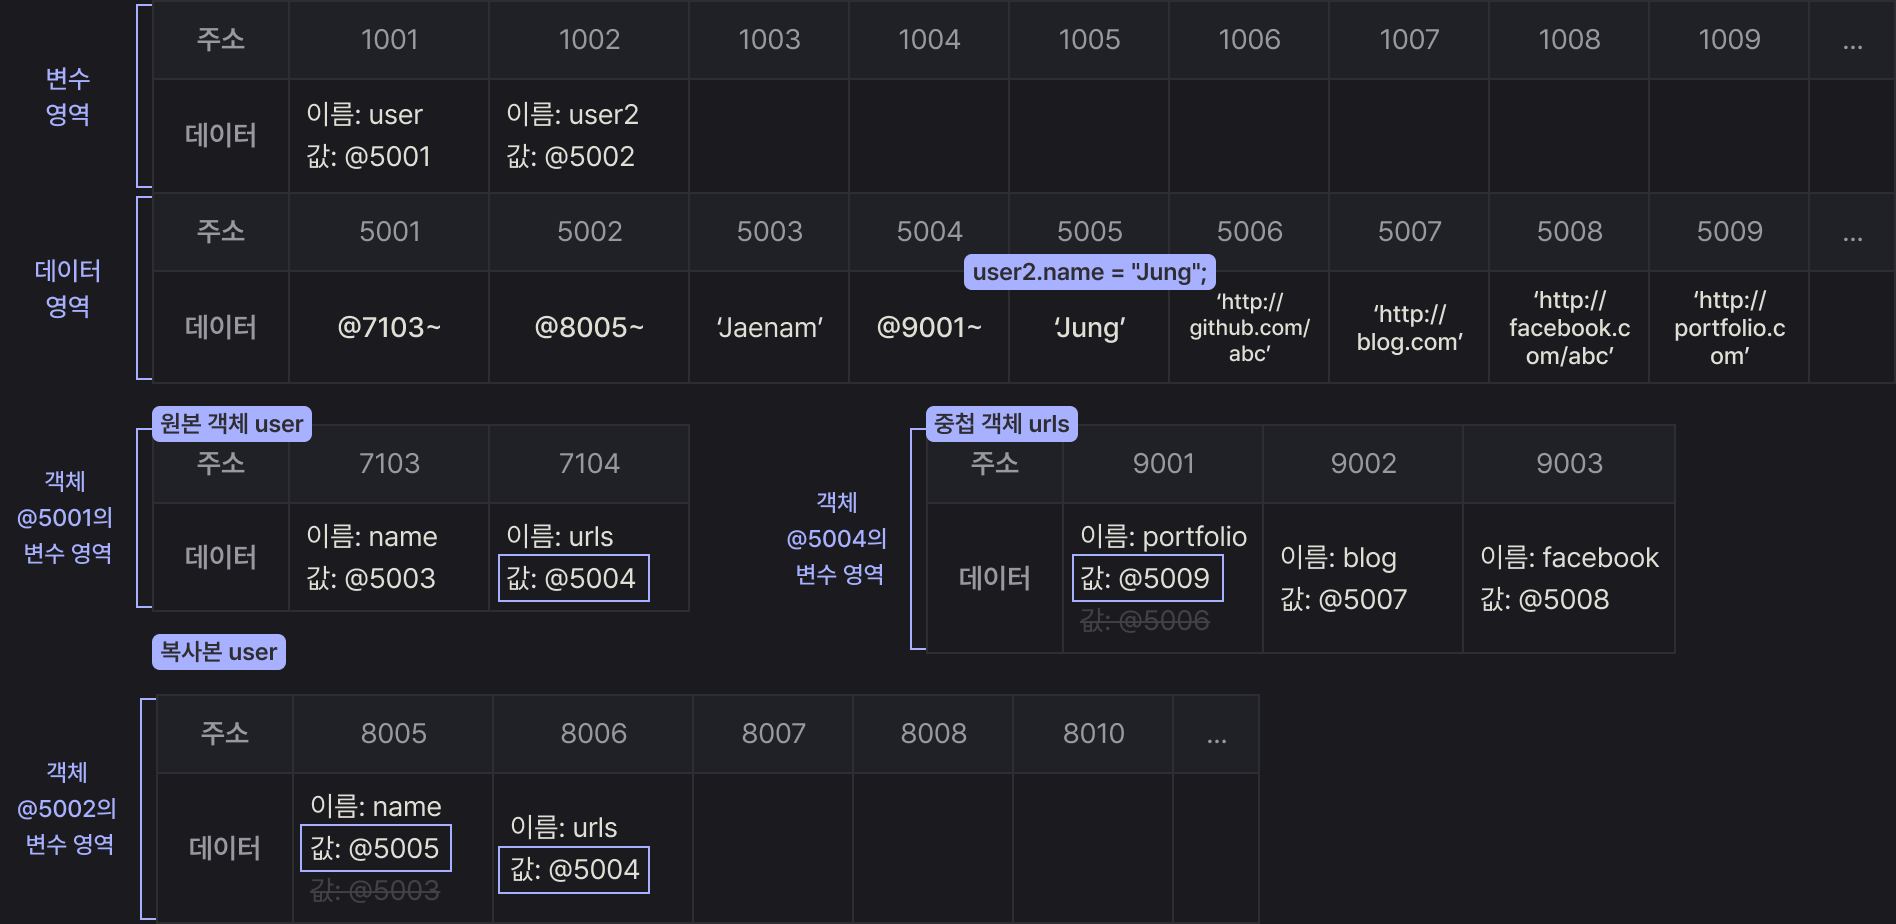 변수
영역
주소 1001 1002 1003 1004 1005 1006 1007 1008 1009 ...
데이터
이름: user
값: @5001
이름: user2
값: @5002
데이터
영역
주소 5001 5002 5003 5004 5005 5006 5007 5008 5009 ...
user2.name = "Jung";
데이터 @7103~ @8005~ ‘Jaenam’ @9001~ ‘Jung’
‘http://
github.com/
abc’
‘http://
blog.com’
‘http://
facebook.c
om/abc’
‘http://
portfolio.c
om’
원본 객체 user
객체
@5001의
변수 영역
주소 7103 7104
데이터
이름: name
값: @5003
이름: urls
값: @5004
중첩 객체 urls
객체
@5004의
변수 영역
주소 9001 9002 9003
데이터
이름: portfolio
값: @5009
값: @5006
이름: blog
값: @5007
이름: facebook
값: @5008
복사본 user
객체
@5002의
변수 영역
주소 8005 8006 8007 8008 8010 ...
데이터
이름: name
값: @5005
값: @5003
이름: urls
값: @5004